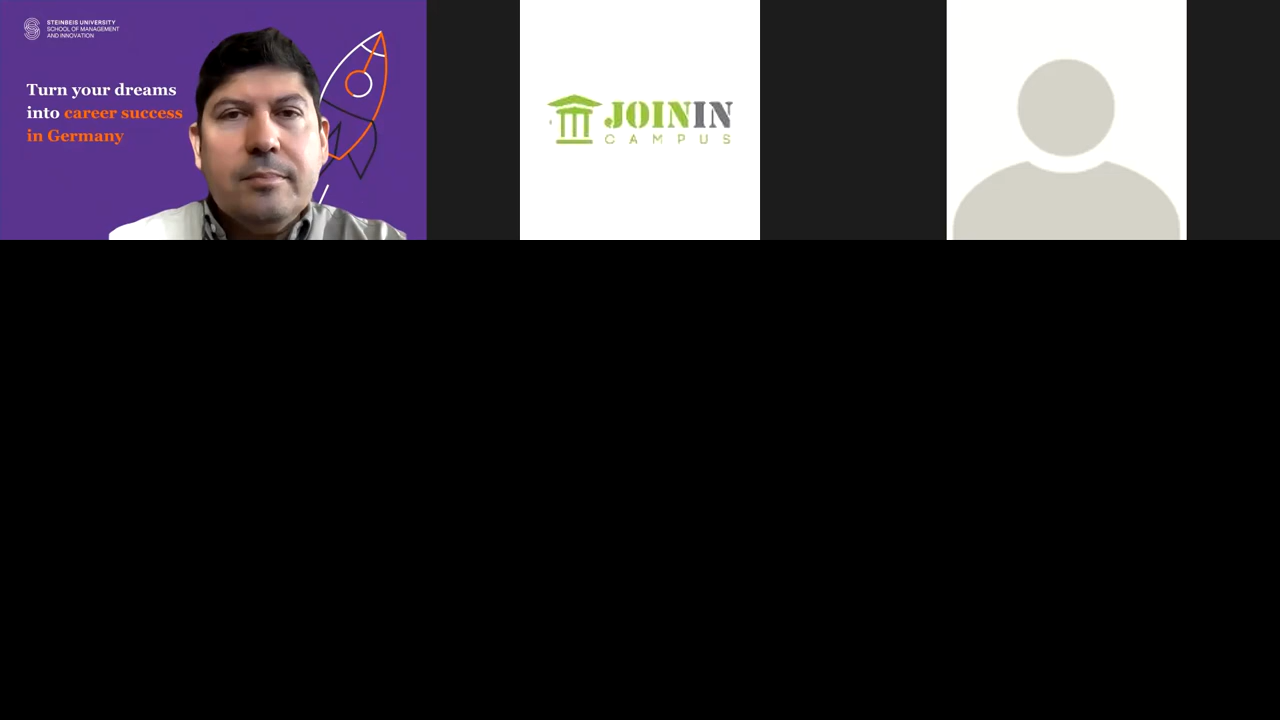 STEINBEIS UNIVERSITY
SCHOOL OF MANAGEMENT
AND INNOVATION
Turn your dreams
into career success
in Germany
JOININ
CAMPUS